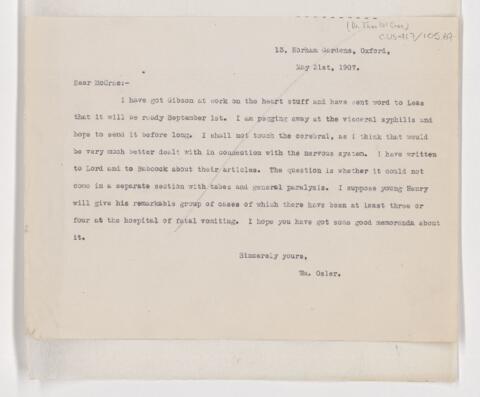 (Dr. Thos McCrae)
CUS417/105.69
13, Norham Gardens, Oxford,
May 21st, 1907.
Dear McCrae:-
I have got Gibson at work on the heart stuff and have sent word to Leas
that it will be ready September 1st. I am pegging away at the visceral syphilis and
hope to send it before long. I shall not touch the cerebral, as I think that would
be very much better dealt with in connection with the nervous system. I have written
to Lord and to Babcock about their articles. The question is whether it could not
come in a separate section with tabes and general paralysis. I suppose young Henry
will give his remarkable group of cases of which there have been at least three or
four at the hospital of fatal vomiting. I hope you have got some good memoranda about
it.
Sincerely yours,
Wm. Osler.